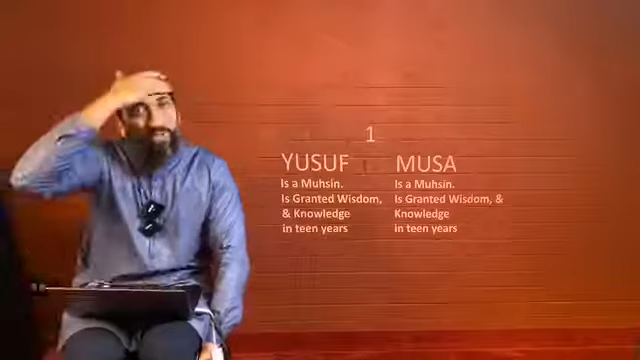 1
YUSUF
Is a Muhsin.
Is Granted Wisdom,
& Knowledge
in teen years
MUSA
Is a Muhsin.
Is Granted Wisdom, &
Knowledge
in teen years